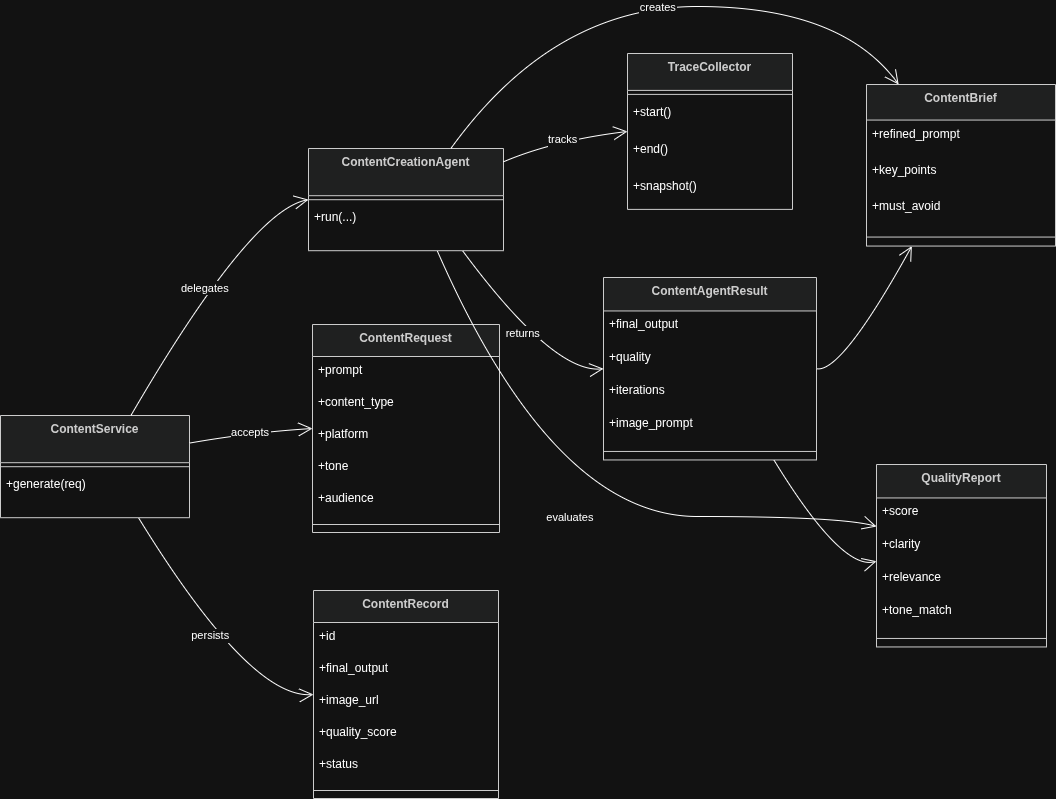 creates
TraceCollector
+start()
+end()
+snapshot()
ContentBrief
+refined_prompt
+key_points
+must_avoid
tracks
ContentCreationAgent
+run(...)
delegates
ContentAgentResult
+final_output
+quality
+iterations
+image_prompt
returns
ContentRequest
+prompt
+content_type
+platform
+tone
+audience
ContentService
+generate(req)
accepts
evaluates
QualityReport
+score
+clarity
+relevance
+tone_match
persists
ContentRecord
+id
+final_output
+image_url
+quality_score
+status